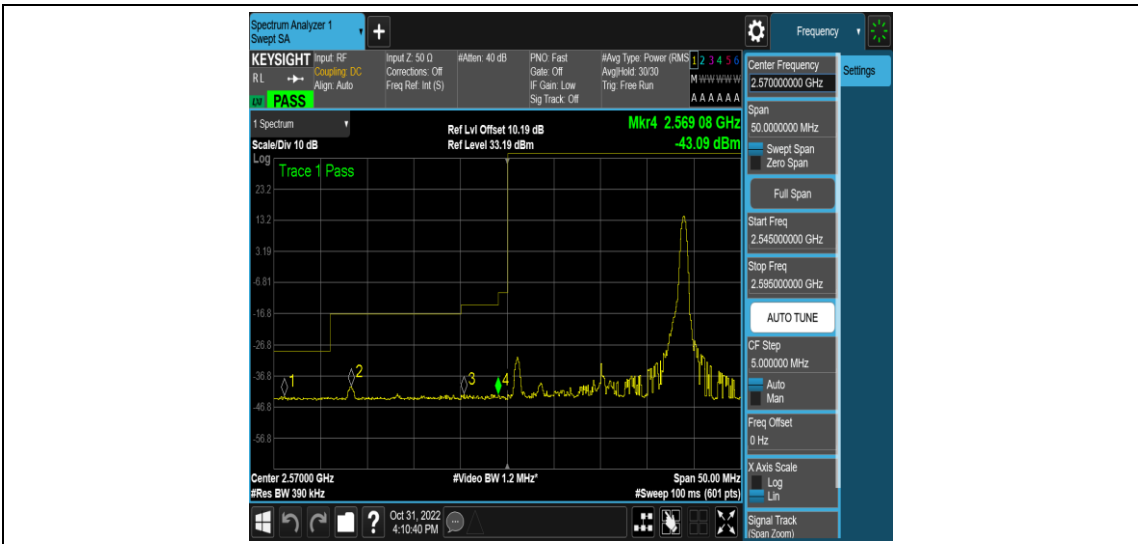 Spectrum Analyzer 1
Swept SA
+
Frequency
KEYSIGHT
RL
Input: RF
Coupling: DC
Align: Auto
Input Z: 50 Ω
Corrections: Off
Freq Ref: Int (S)
#Atten: 40 dB
PNO: Fast
Gate: Off
IF Gain: Low
Sig Track: Off
#Avg Type: Power (RMS
Avg|Hold: 30/30
Trig: Free Run
1 2 3 4 5 6
M W W W W W
A A A A A A
PASS
1 Spectrum
Scale/Div 10 dB
Ref Lvl Offset 10.19 dB
Ref Level 33.19 dBm
Mkr4 2.569 08 GHz
-43.09 dBm
Log
Trace 1 Pass
23.2
13.2
3.19
-6.81
-16.8
-26.8
-36.8
-46.8
-56.8
1
2
3
4
Center 2.57000 GHz
#Res BW 390 kHz
#Video BW 1.2 MHz*
Span 50.00 MHz
#Sweep 100 ms (601 pts)
?
Oct 31, 2022
4:10:40 PM
Center Frequency
2.570000000 GHz
Settings
Span
50.0000000 MHz
Swept Span
Zero Span
Full Span
Start Freq
2.545000000 GHz
Stop Freq
2.595000000 GHz
AUTO TUNE
CF Step
5.000000 MHz
Auto
Man
Freq Offset
0 Hz
X Axis Scale
Log
Lin
Signal Track
(Span Zoom)